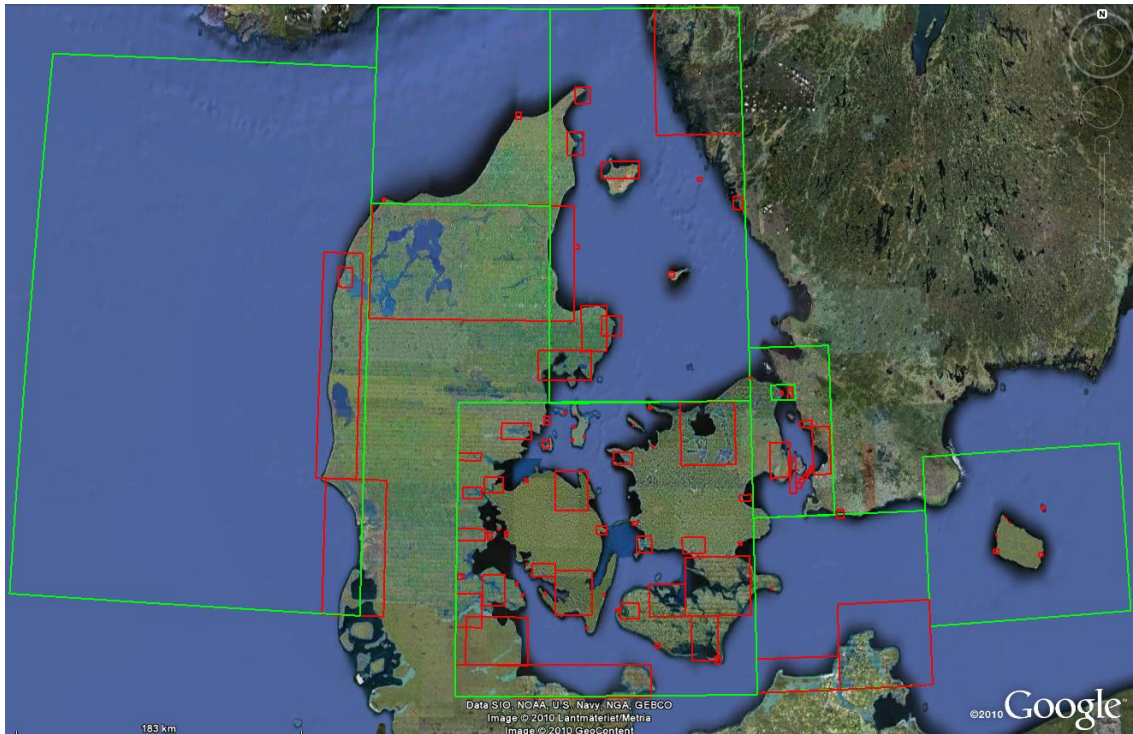 N
Data SIO, NOAA, U.S. Navy, NGA, GEBCO
Image © 2010 Lantmäteriet/Metria
Image © 2010 GeoContent
©2010 Google
183 km